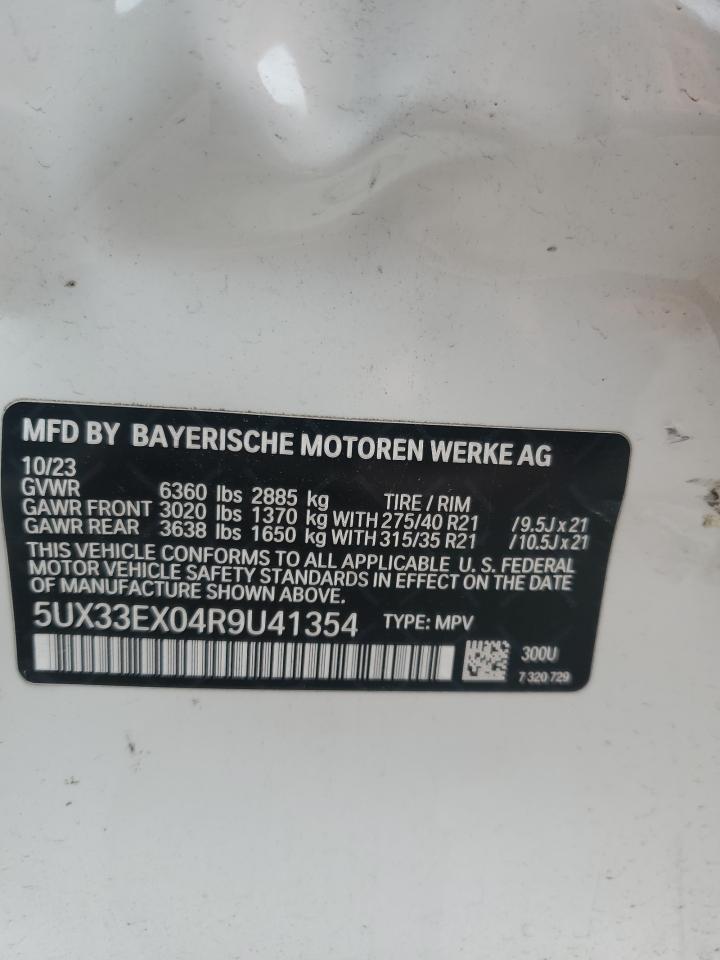 MFD BY BAYERISCHE MOTOREN WERKE AG
10/23
GVWR 6360 lbs 2885 kg TIRE / RIM
GAWR FRONT 3020 lbs 1370 kg WITH 275/40 R21 / 9.5J x 21
GAWR REAR 3638 lbs 1650 kg WITH 315/35 R21 / 10.5J x 21
THIS VEHICLE CONFORMS TO ALL APPLICABLE U. S. FEDERAL
MOTOR VEHICLE SAFETY STANDARDS IN EFFECT ON THE DATE
OF MANUFACTURE SHOWN ABOVE.
5UX33EX04R9U41354 TYPE: MPV
300U
7 320 729